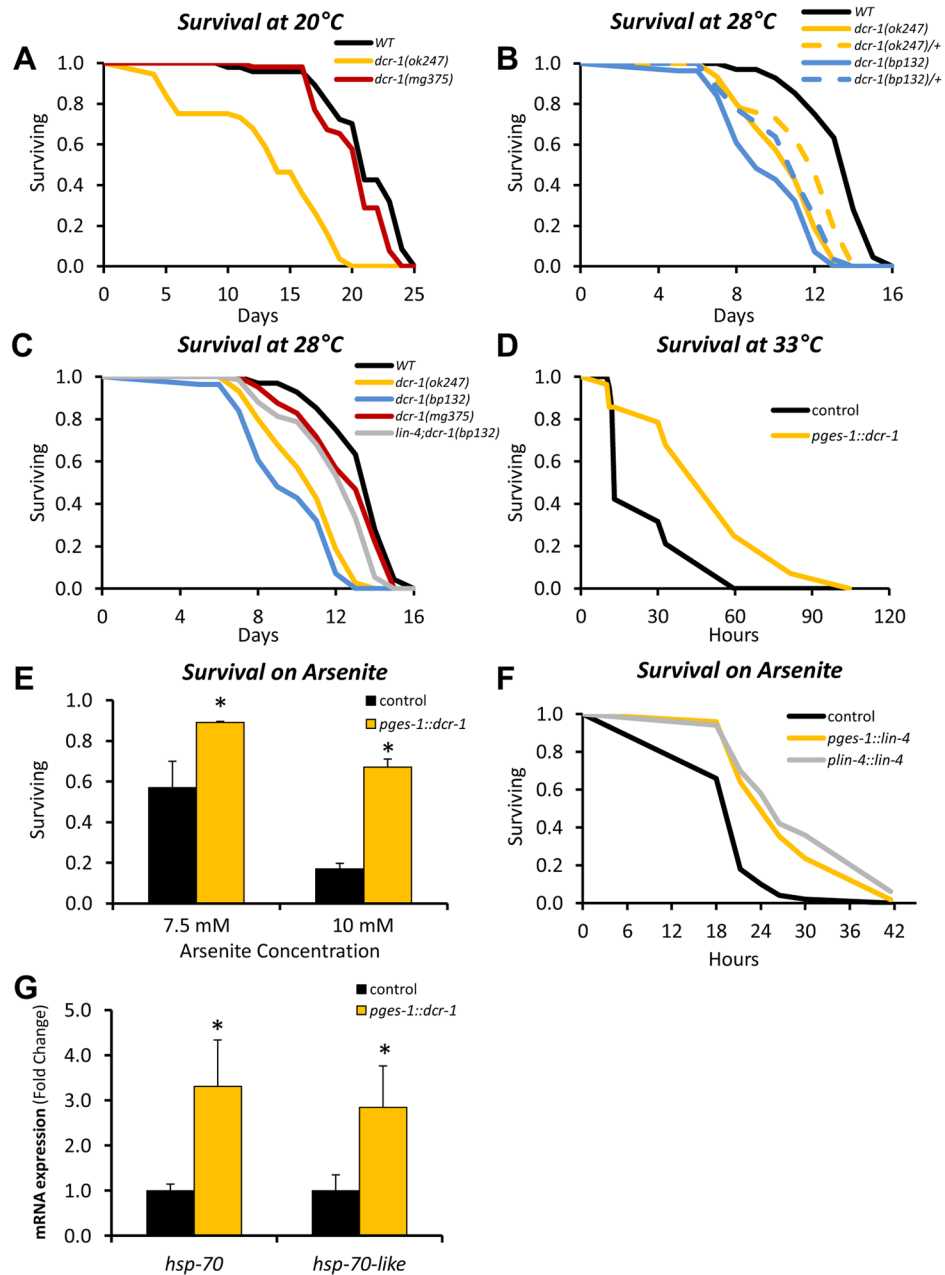 A
Survival at 20°C
WT
dcr-1(ok247)
dcr-1(mg375)
Surviving
1.0
0.8
0.6
0.4
0.2
0.0
0 5 10 15 20 25
Days
B
Survival at 28°C
WT
dcr-1(ok247)
dcr-1(ok247)/+
dcr-1(bp132)
dcr-1(bp132)/+
Surviving
1.0
0.8
0.6
0.4
0.2
0.0
0 4 8 12 16
Days
C
Survival at 28°C
WT
dcr-1(ok247)
dcr-1(bp132)
dcr-1(mg375)
lin-4;dcr-1(bp132)
Surviving
1.0
0.8
0.6
0.4
0.2
0.0
0 4 8 12 16
Days
D
Survival at 33°C
control
pges-1::dcr-1
Surviving
1.0
0.8
0.6
0.4
0.2
0.0
0 30 60 90 120
Hours
E
Survival on Arsenite
control
pges-1::dcr-1
Surviving
1.0
0.8
0.6
0.4
0.2
0.0
*
*
7.5 mM 10 mM
Arsenite Concentration
F
Survival on Arsenite
control
pges-1::lin-4
plin-4::lin-4
Surviving
1.0
0.8
0.6
0.4
0.2
0.0
0 6 12 18 24 30 36 42
Hours
G
control
pges-1::dcr-1
mRNA expression (Fold Change)
5.0
4.0
3.0
2.0
1.0
0.0
*
*
hsp-70 hsp-70-like